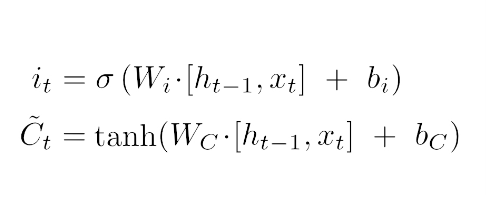 i_t = σ (W_i·[h_{t−1}, x_t] + b_i)
C̃_t = tanh(W_C·[h_{t−1}, x_t] + b_C)